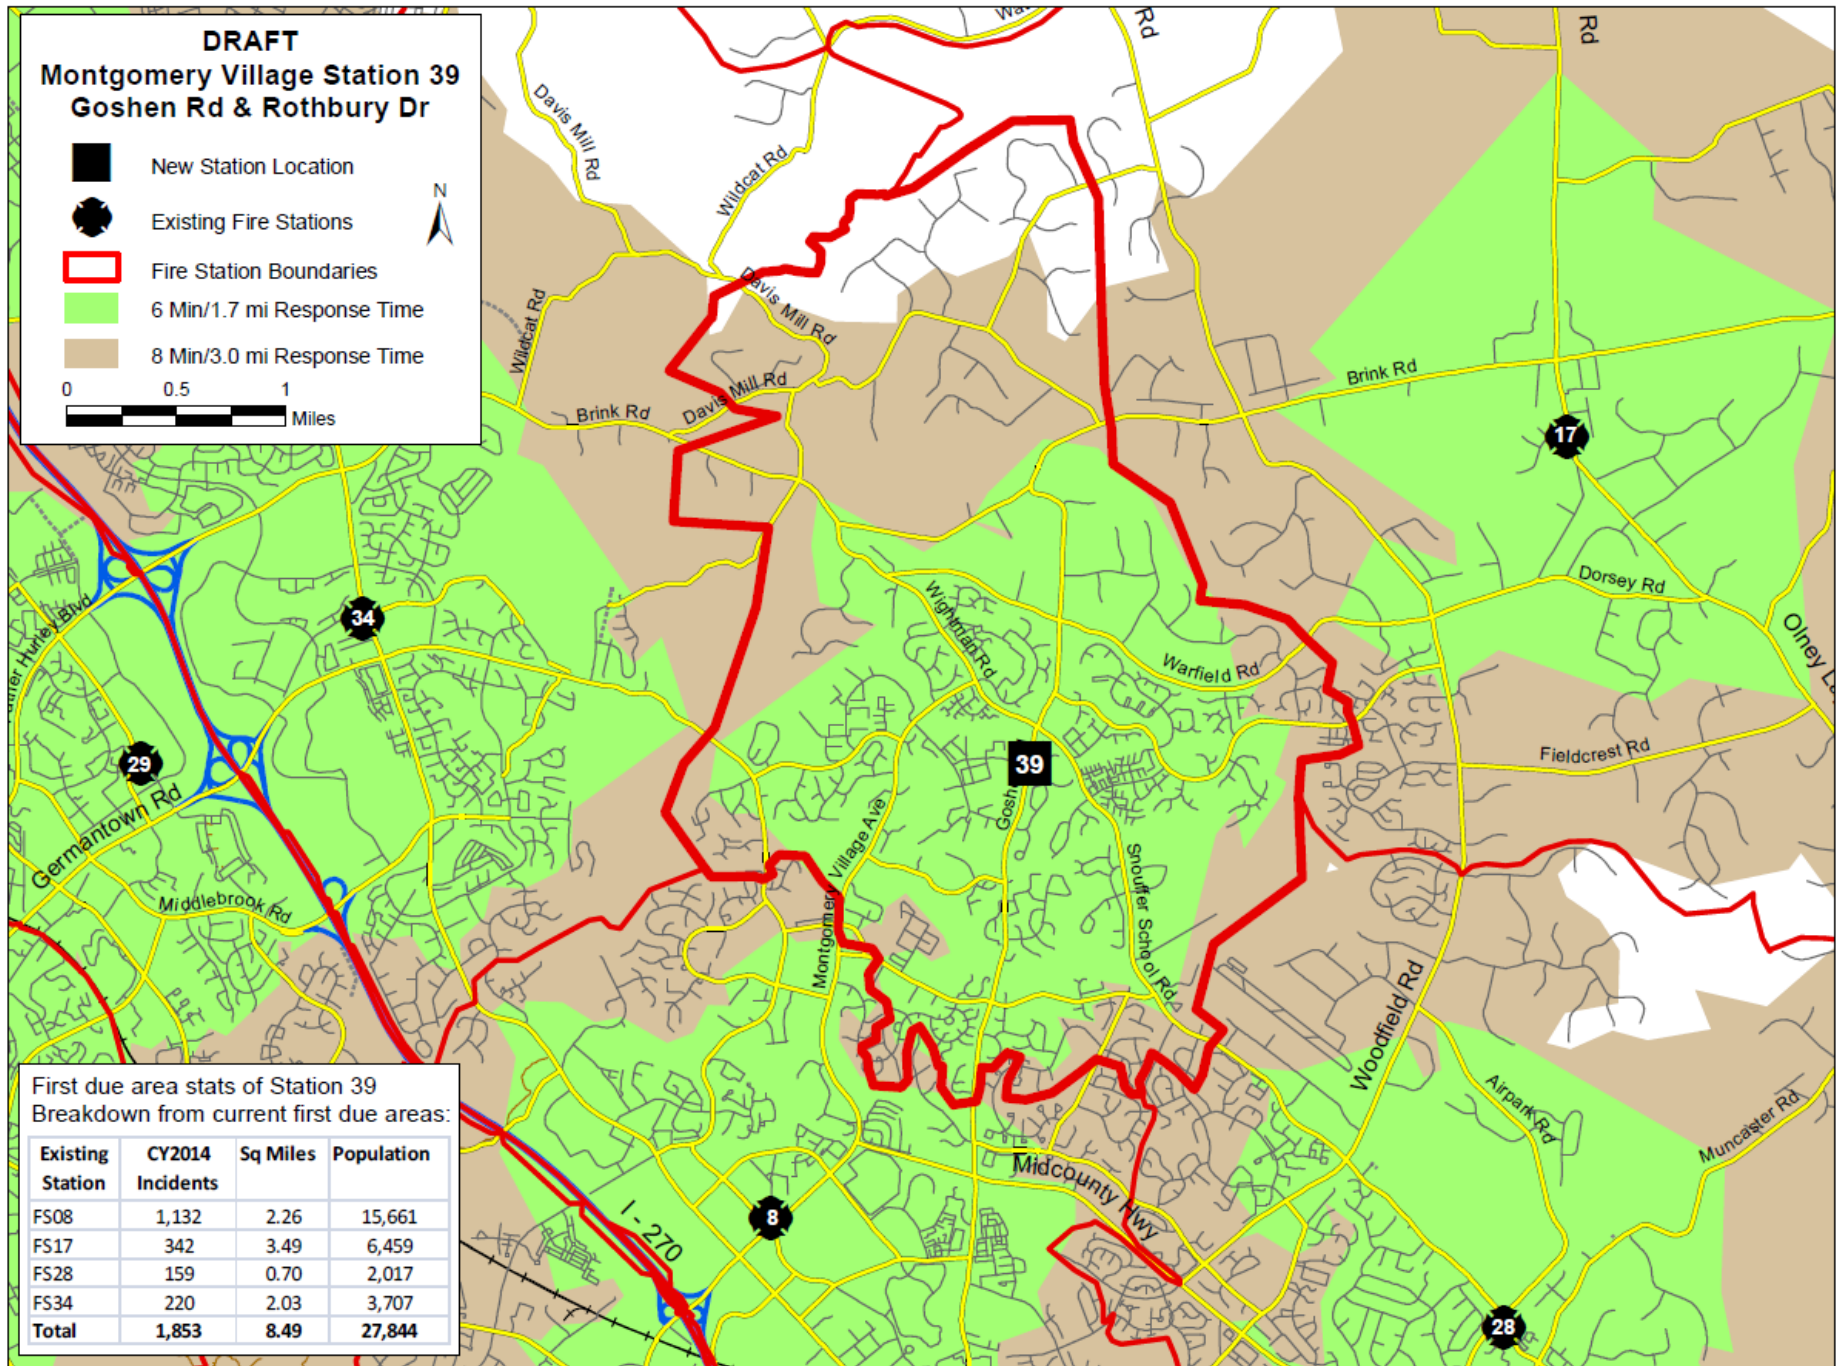 DRAFT
Montgomery Village Station 39
Goshen Rd & Rothbury Dr
New Station Location
Existing Fire Stations
N
Fire Station Boundaries
6 Min/1.7 mi Response Time
8 Min/3.0 mi Response Time
0 0.5 1
Miles
Rd
Rd
Davis Mill Rd
Wildcat Rd
Davis Mill Rd
Wildcat Rd
Davis Mill Rd
Brink Rd
Brink Rd
17
Dorsey Rd
34
Wightman Rd
Warfield Rd
Hurley Blvd
29
39
Fieldcrest Rd
Germantown Rd
Montgomery Village Ave
Snouffer School Rd
Middlebrook Rd
Woodfield Rd
Airpark Rd
Muncaster Rd
Midcounty Hwy
8
I - 270
28
First due area stats of Station 39
Breakdown from current first due areas:
Existing Station CY2014 Incidents Sq Miles Population
FS08 1,132 2.26 15,661
FS17 342 3.49 6,459
FS28 159 0.70 2,017
FS34 220 2.03 3,707
Total 1,853 8.49 27,844